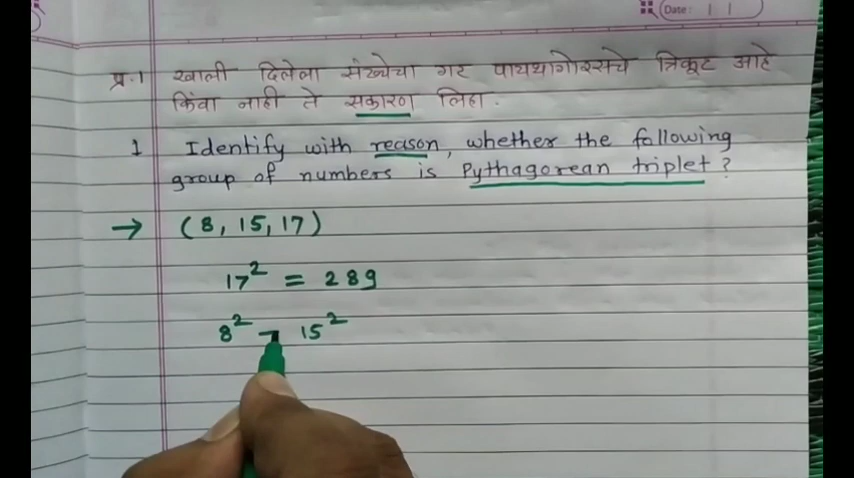 Date:
प्र.1 खाली दिलेला संख्येचा गट पायथागोरसचे त्रिकूट आहे
किंवा नाही ते सकारण लिहा.
1 Identify with reason, whether the following
group of numbers is Pythagorean triplet?
→ (8, 15, 17)
17² = 289
8² - 15²